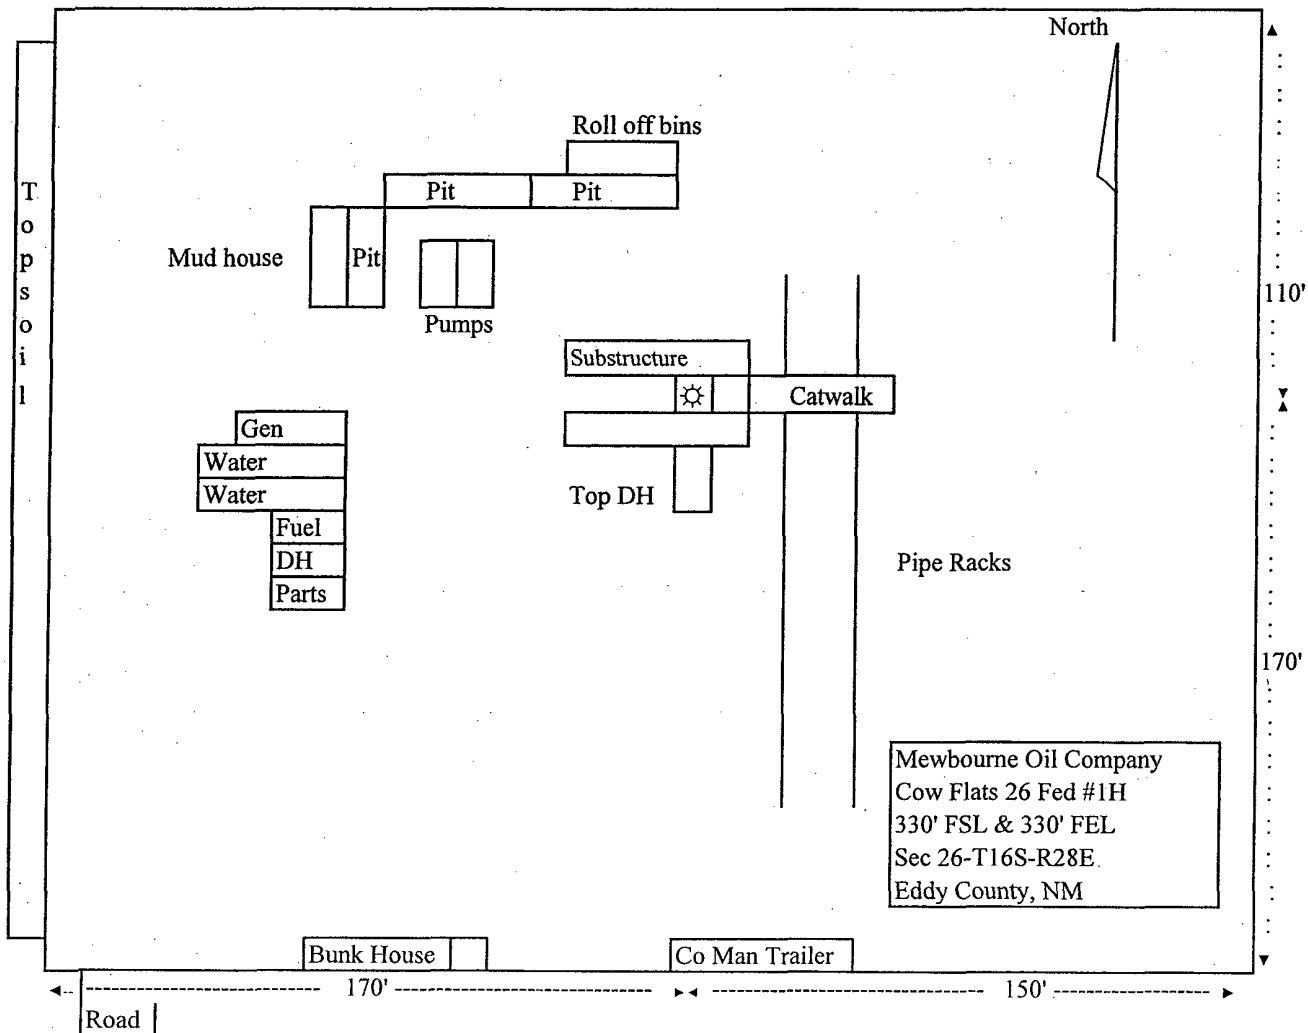 North
Roll off bins
Pit
Pit
Topsoil
Mud house
Pit
110'
Pumps
Substructure
Catwalk
Gen
Water
Water
Top DH
Fuel
DH
Pipe Racks
Parts
170'
Mewbourne Oil Company
Cow Flats 26 Fed #1H
330' FSL & 330' FEL
Sec 26-T16S-R28E
Eddy County, NM
Bunk House
Co Man Trailer
170'
150'
Road